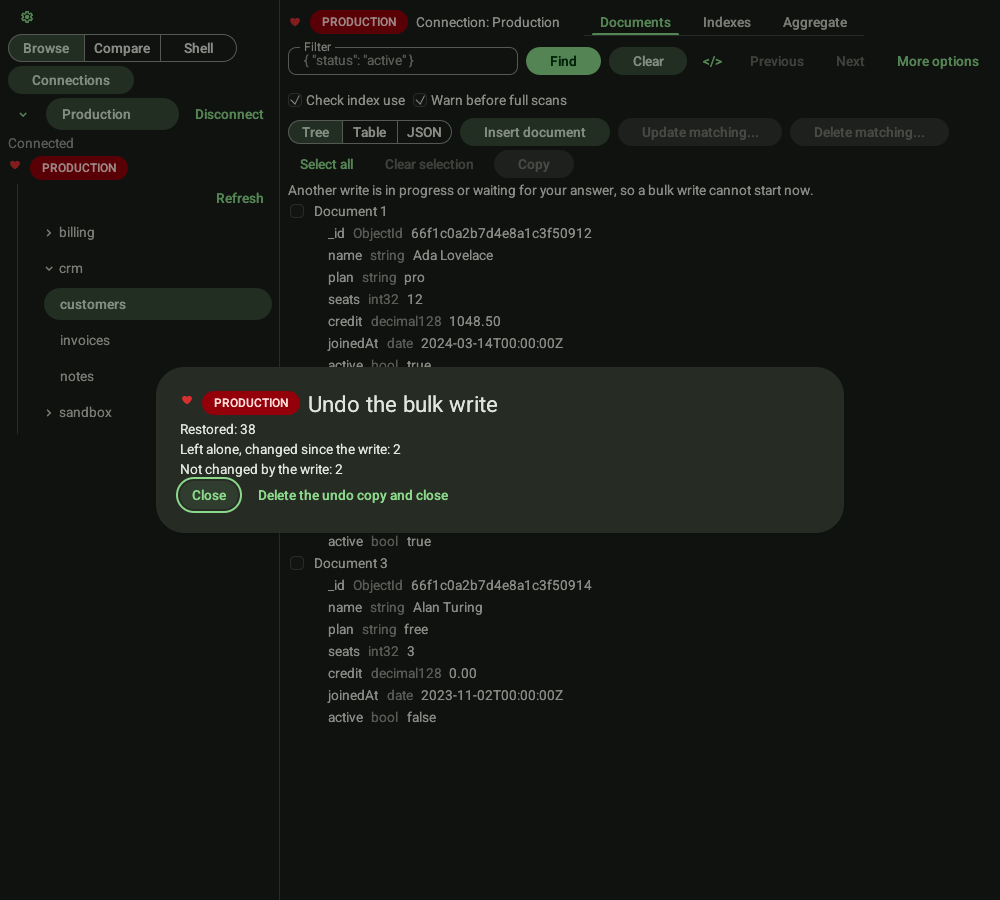 Browse Compare Shell
Connections
Production Disconnect
Connected
PRODUCTION
Refresh
billing
crm
customers
invoices
notes
sandbox
PRODUCTION Connection: Production Documents Indexes Aggregate
Filter
{ "status": "active" } Find Clear </> Previous Next More options
Check index use Warn before full scans
Tree Table JSON Insert document Update matching... Delete matching...
Select all Clear selection Copy
Another write is in progress or waiting for your answer, so a bulk write cannot start now.
Document 1
_id ObjectId 66f1c0a2b7d4e8a1c3f50912
name string Ada Lovelace
plan string pro
seats int32 12
credit decimal128 1048.50
joinedAt date 2024-03-14T00:00:00Z
active bool true
PRODUCTION Undo the bulk write
Restored: 38
Left alone, changed since the write: 2
Not changed by the write: 2
Close Delete the undo copy and close
active bool true
Document 3
_id ObjectId 66f1c0a2b7d4e8a1c3f50914
name string Alan Turing
plan string free
seats int32 3
credit decimal128 0.00
joinedAt date 2023-11-02T00:00:00Z
active bool false